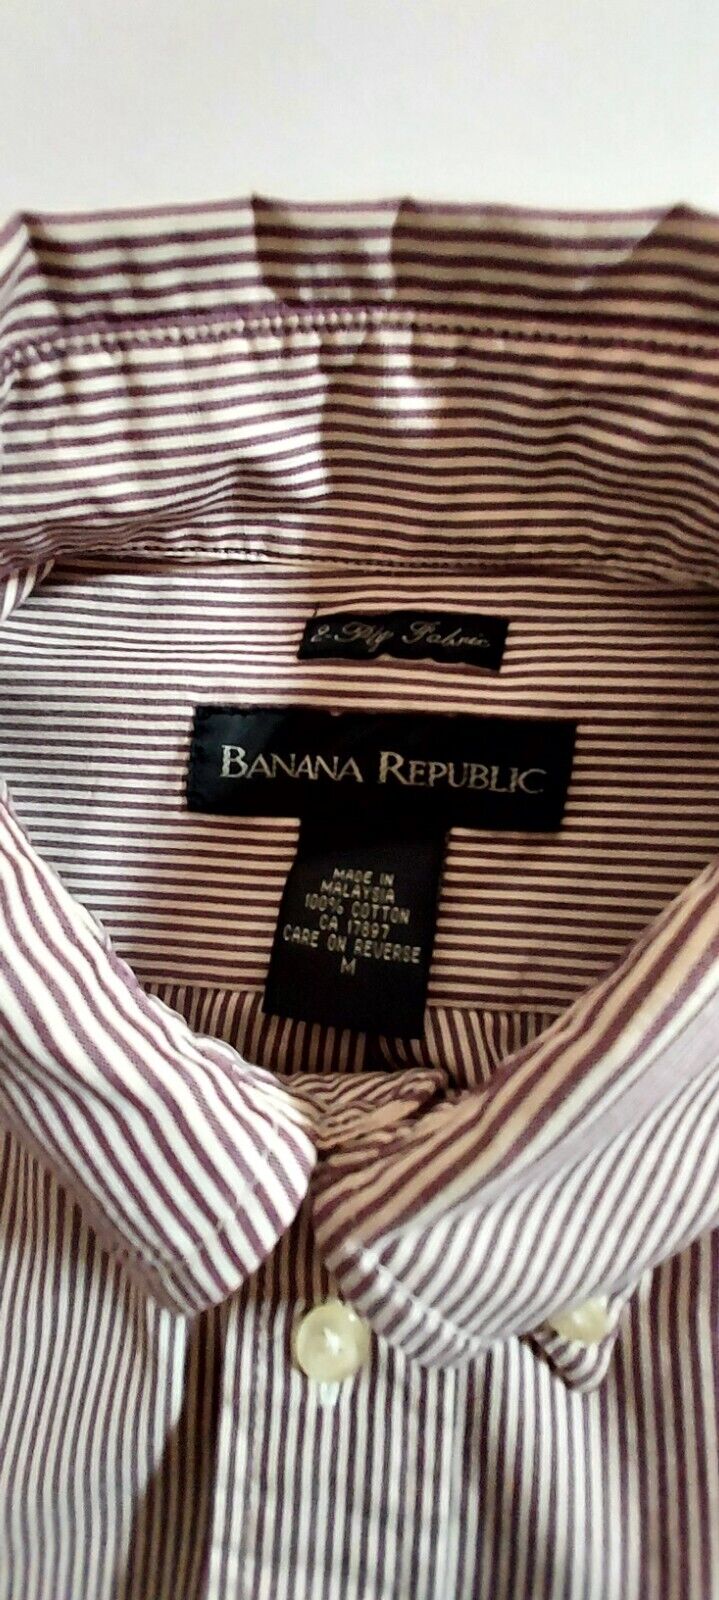 2-Ply Fabric
BANANA REPUBLIC
MADE IN
MALAYSIA
100% COTTON
CA 17897
CARE ON REVERSE
M